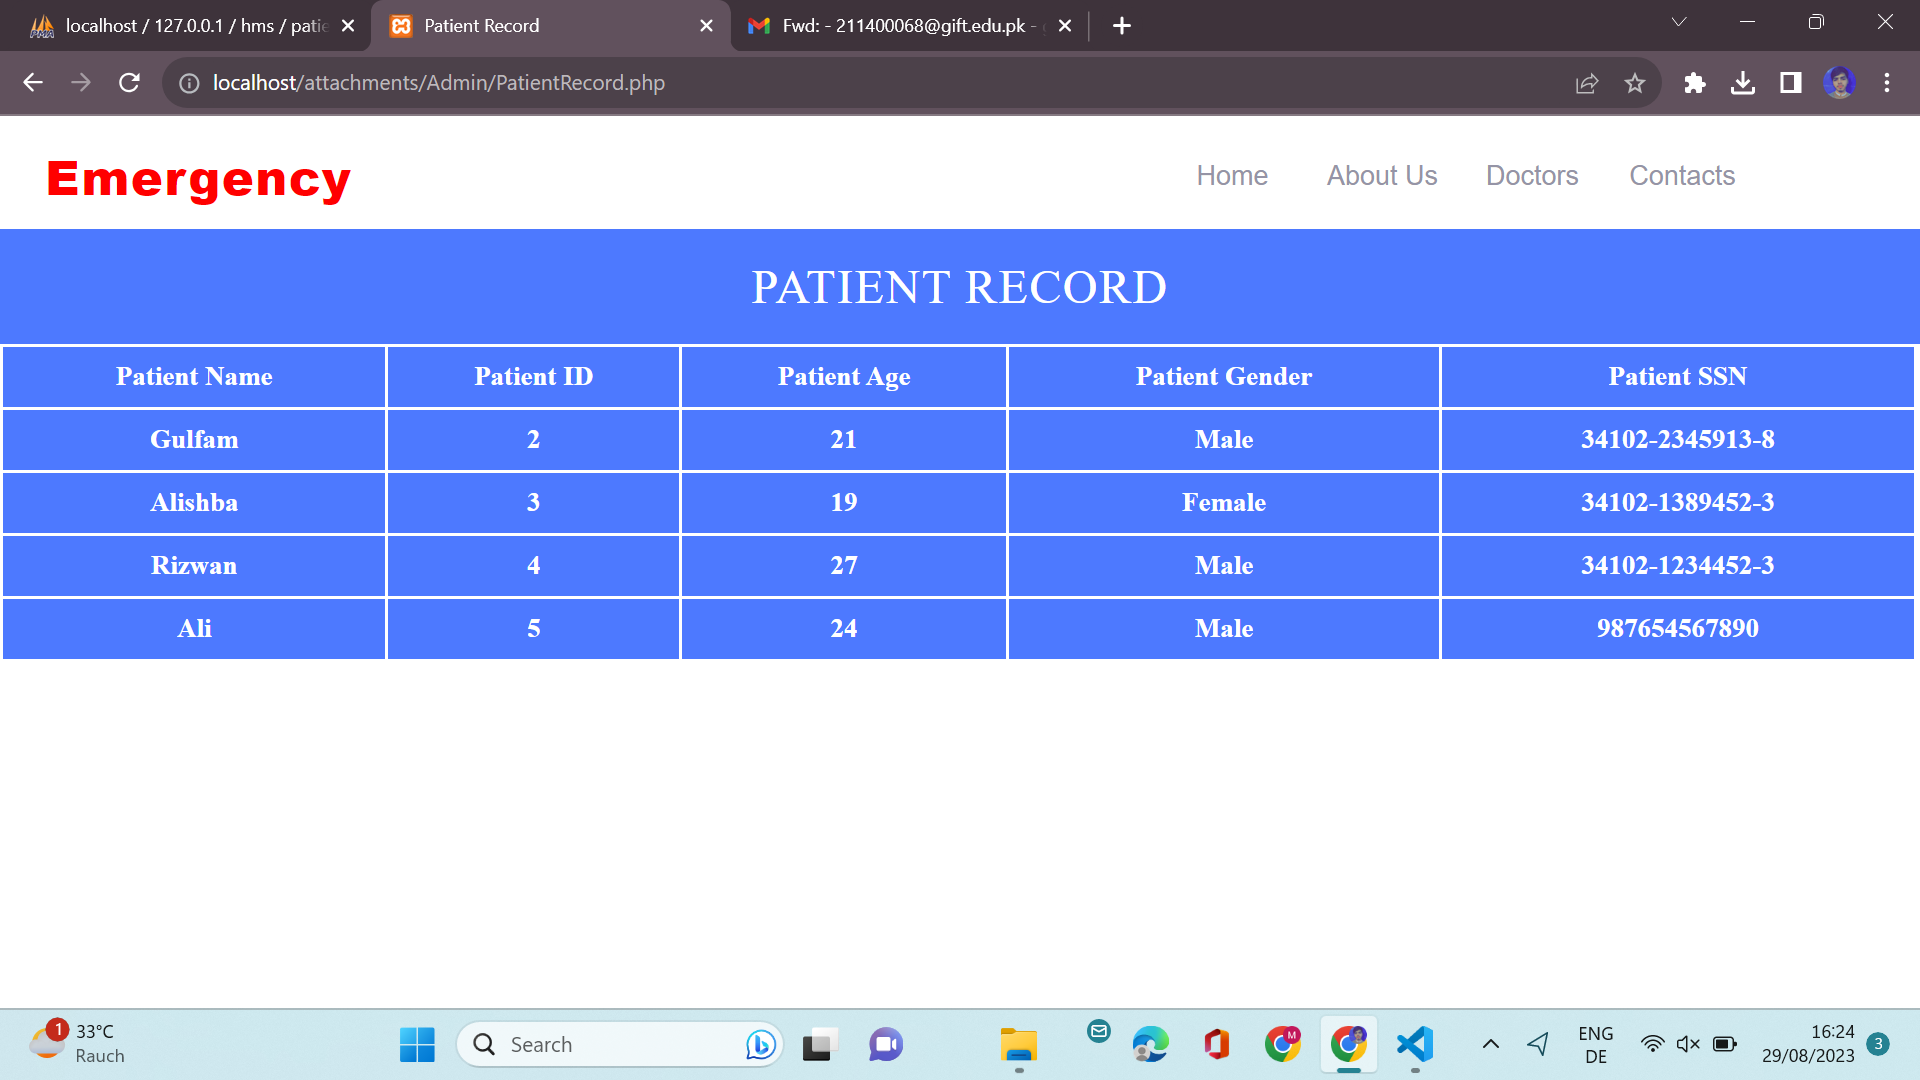 localhost / 127.0.0.1 / hms / patie
Patient Record
Fwd: - 211400068@gift.edu.pk -
localhost/attachments/Admin/PatientRecord.php
Emergency
Home About Us Doctors Contacts
PATIENT RECORD
Patient Name Patient ID Patient Age Patient Gender Patient SSN
Gulfam 2 21 Male 34102-2345913-8
Alishba 3 19 Female 34102-1389452-3
Rizwan 4 27 Male 34102-1234452-3
Ali 5 24 Male 987654567890
1
33°C
Rauch
Search
M
ENG
DE
16:24
29/08/2023
3